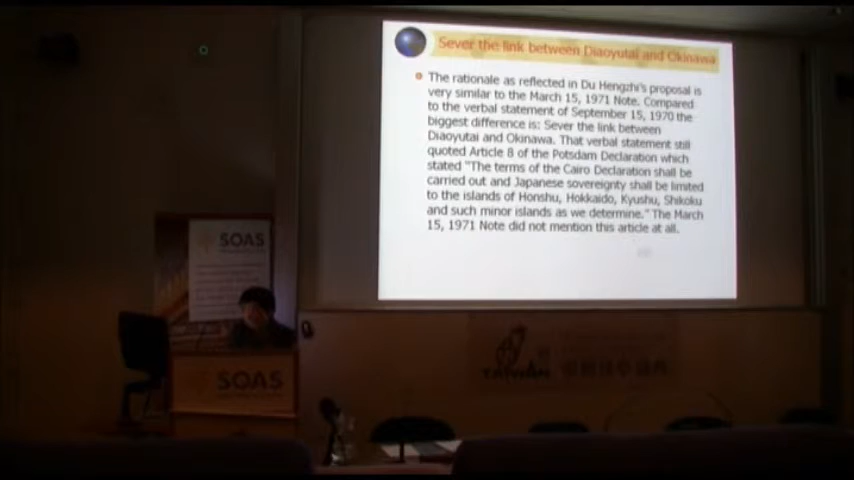 Sever the link between Diaoyutai and Okinawa
The rationale as reflected in Du Hengzhi's proposal is
very similar to the March 15, 1971 Note. Compared
to the verbal statement of September 15, 1970 the
biggest difference is: Sever the link between
Diaoyutai and Okinawa. That verbal statement still
quoted Article 8 of the Potsdam Declaration which
stated "The terms of the Cairo Declaration shall be
carried out and Japanese sovereignty shall be limited
to the islands of Honshu, Hokkaido, Kyushu, Shikoku
and such minor islands as we determine." The March
15, 1971 Note did not mention this article at all.
SOAS
SOAS
TAIWAN